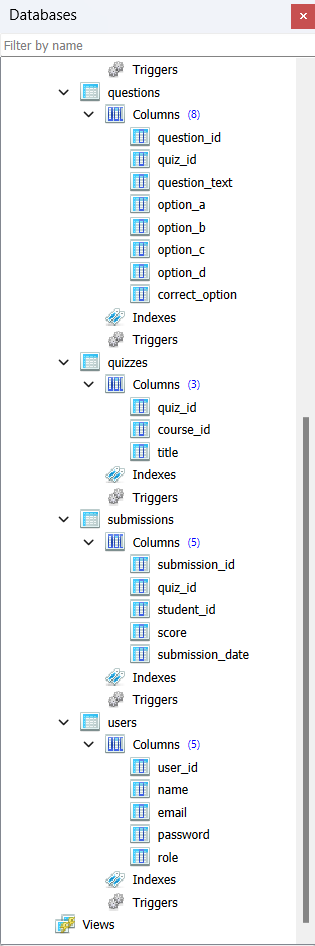 Databases
Filter by name
Triggers
questions
Columns (8)
question_id
quiz_id
question_text
option_a
option_b
option_c
option_d
correct_option
Indexes
Triggers
quizzes
Columns (3)
quiz_id
course_id
title
Indexes
Triggers
submissions
Columns (5)
submission_id
quiz_id
student_id
score
submission_date
Indexes
Triggers
users
Columns (5)
user_id
name
email
password
role
Indexes
Triggers
Views